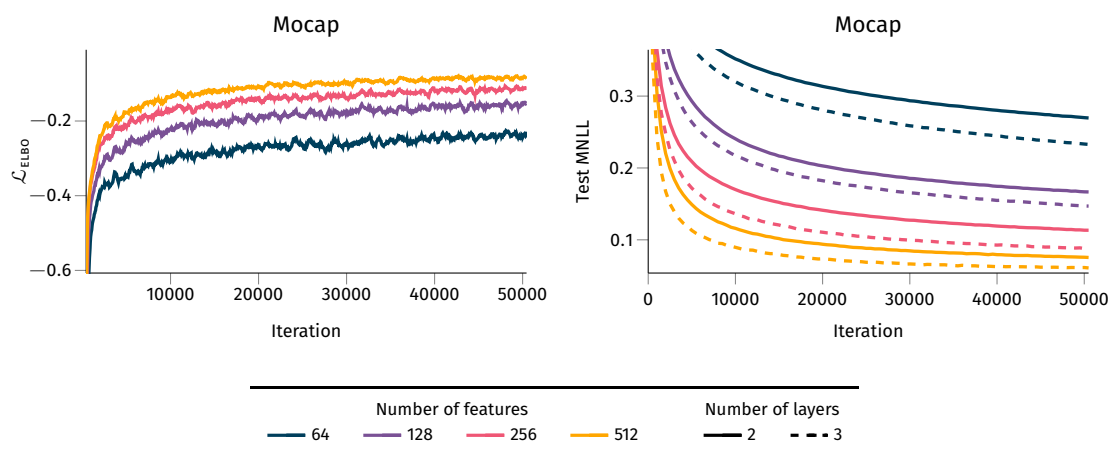 Mocap
−0.2
−0.4
−0.6
ℒELBO
10000 20000 30000 40000 50000
Iteration
Mocap
0.3
0.2
0.1
Test MNLL
0 10000 20000 30000 40000 50000
Iteration
Number of features Number of layers
64 128 256 512 2 3